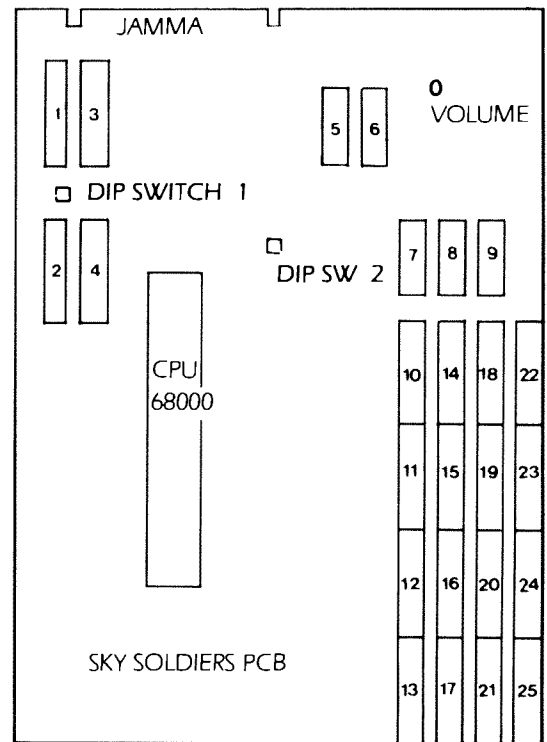 JAMMA
1 3
5 6
0
VOLUME
DIP SWITCH 1
2 4
DIP SW 2
7 8 9
CPU
68000
10 14 18 22
11 15 19 23
12 16 20 24
SKY SOLDIERS PCB
13 17 21 25